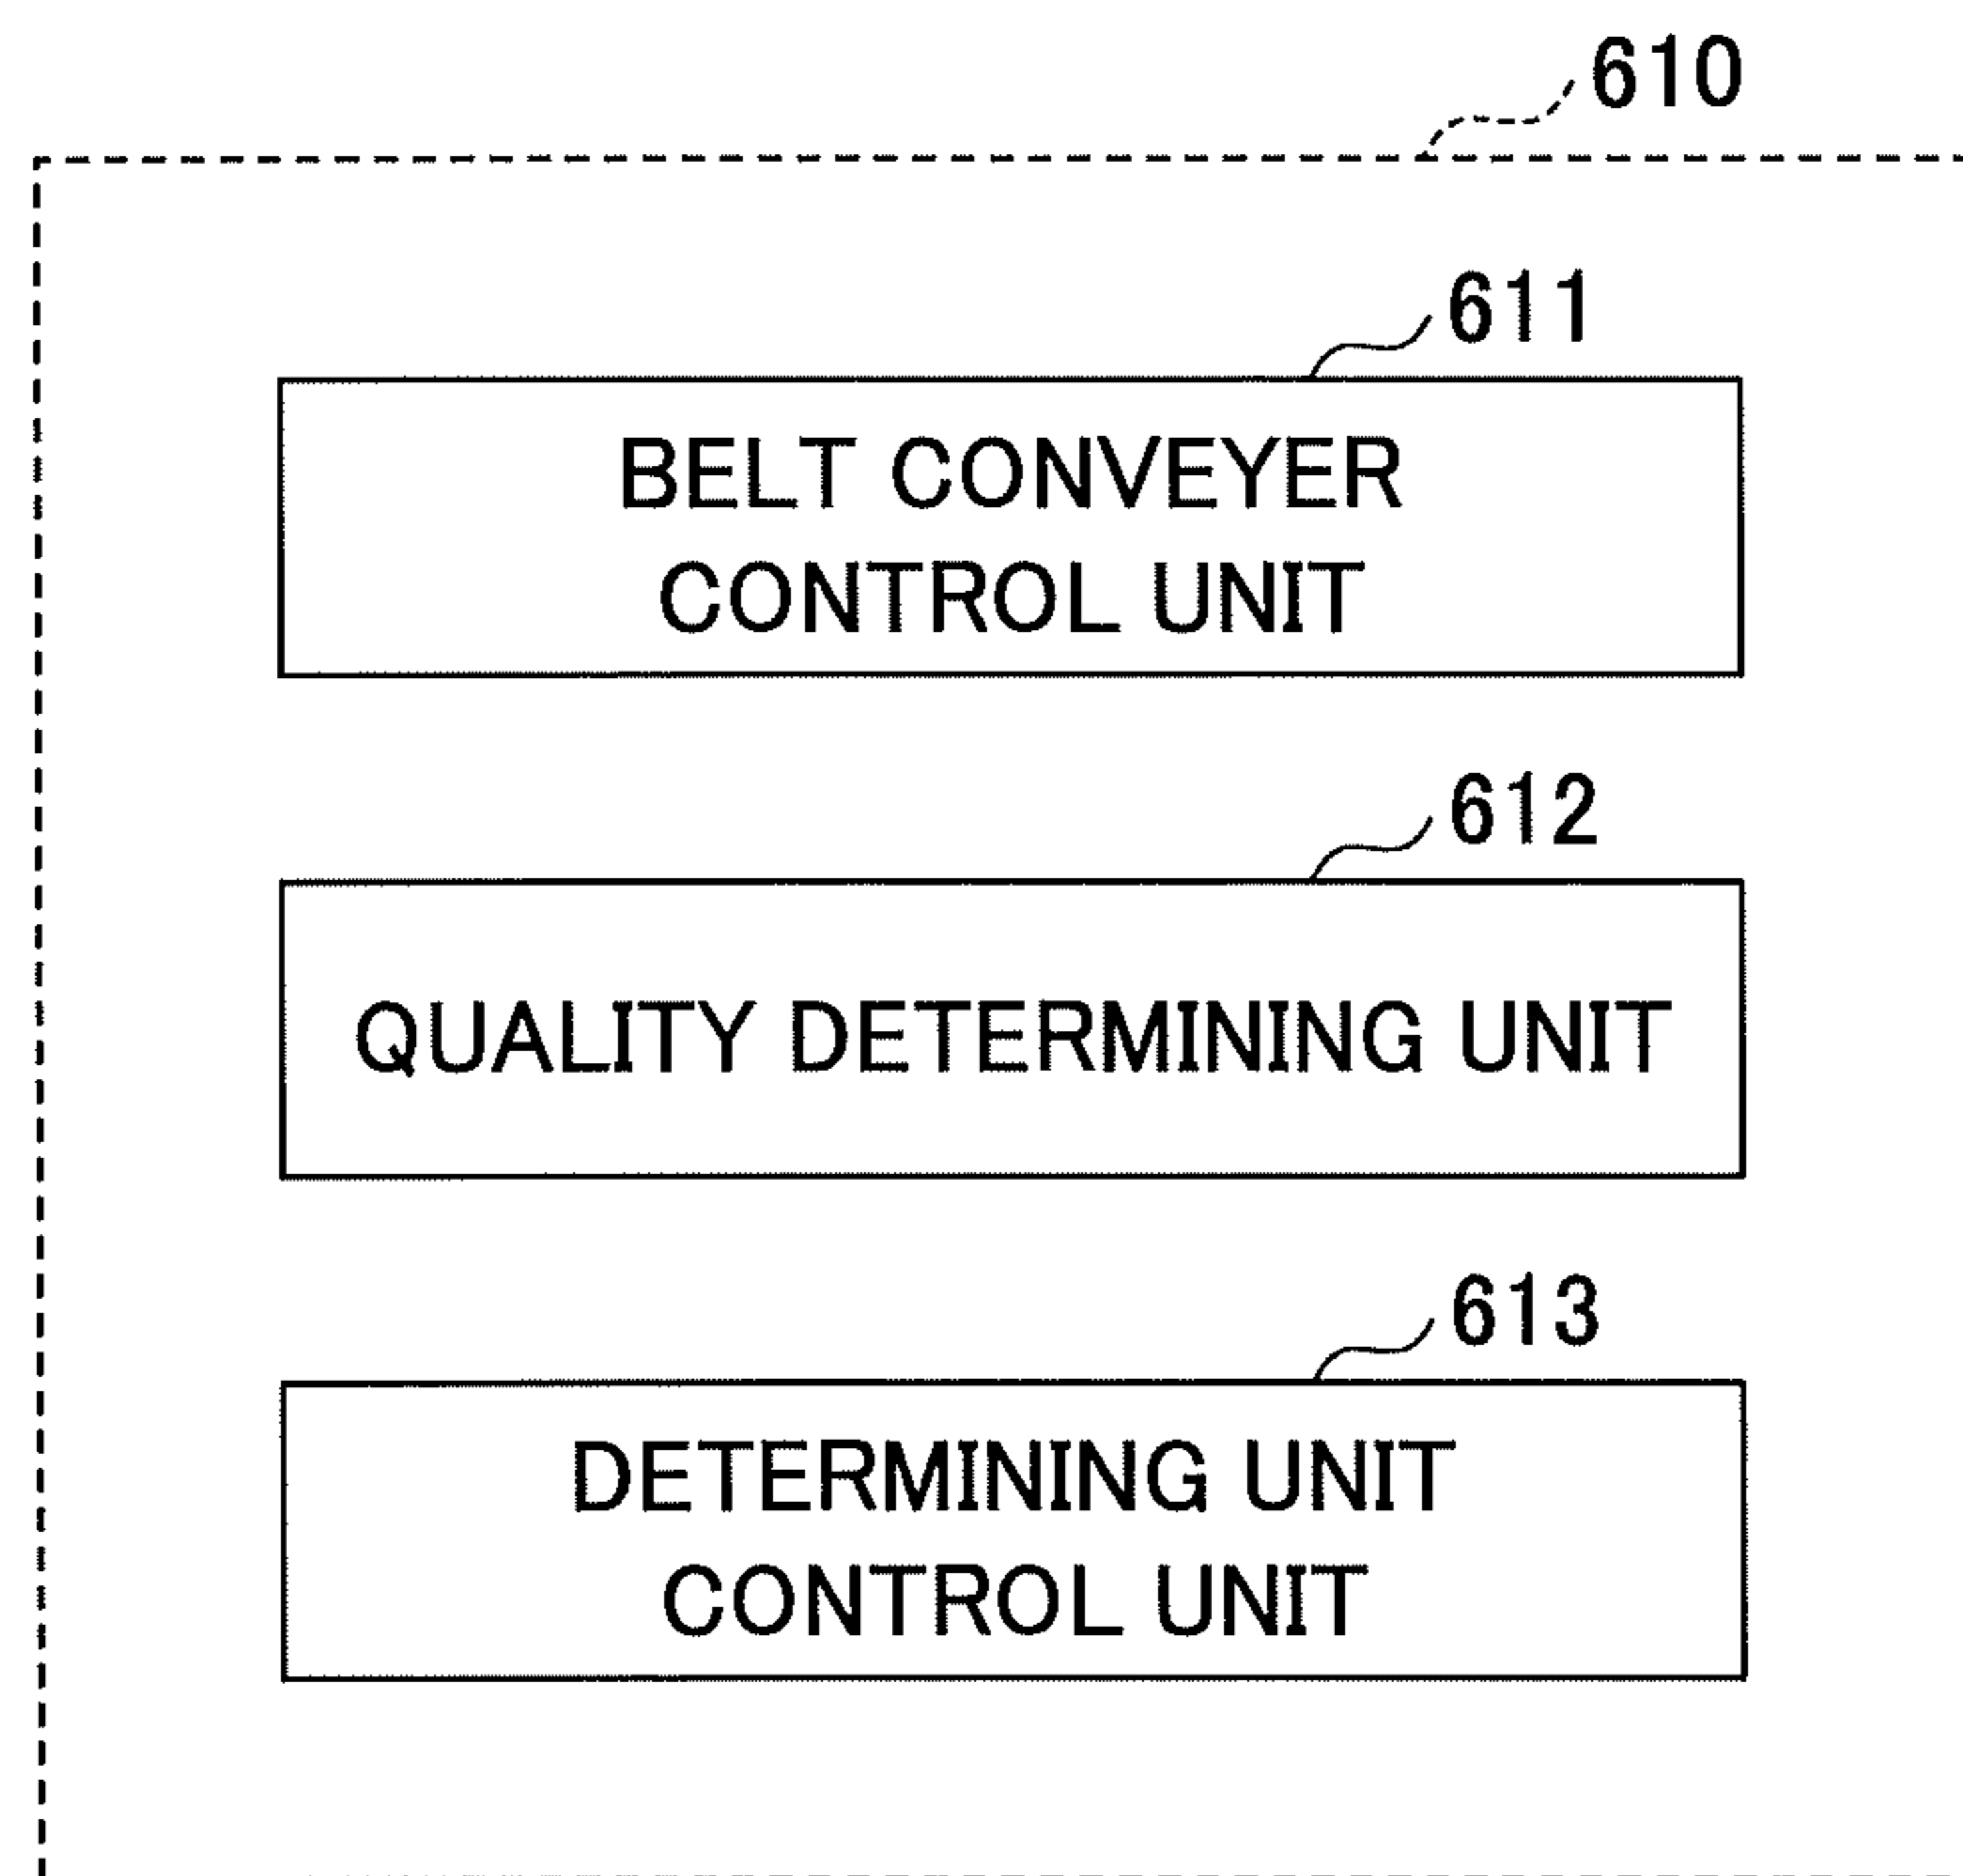 610
611
BELT CONVEYER
CONTROL UNIT
612
QUALITY DETERMINING UNIT
613
DETERMINING UNIT
CONTROL UNIT